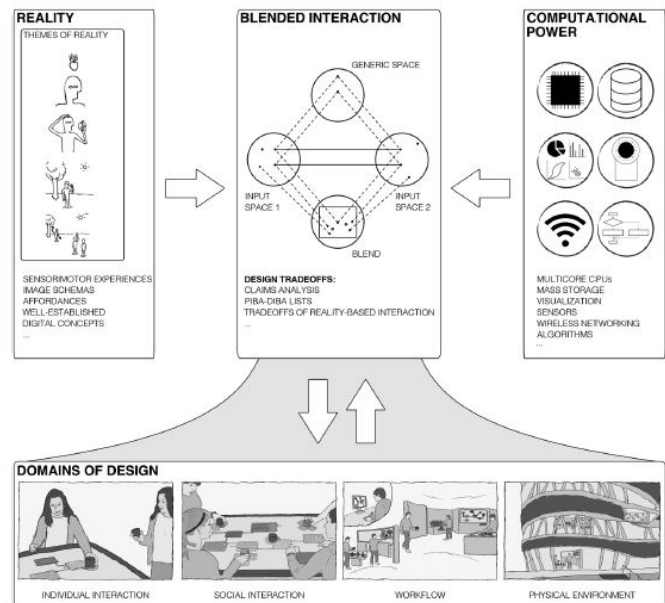 REALITY
THEMES OF REALITY
SENSORIMOTOR EXPERIENCES
IMAGE SCHEMAS
AFFORDANCES
WELL-ESTABLISHED
DIGITAL CONCEPTS
...
BLENDED INTERACTION
GENERIC SPACE
INPUT
SPACE 1
INPUT
SPACE 2
BLEND
DESIGN TRADEOFFS:
CLAIMS ANALYSIS
PIBA-DIBA LISTS
TRADEOFFS OF REALITY-BASED INTERACTION
...
COMPUTATIONAL
POWER
MULTICORE CPUs
MASS STORAGE
VISUALIZATION
SENSORS
WIRELESS NETWORKING
ALGORITHMS
...
DOMAINS OF DESIGN
INDIVIDUAL INTERACTION
SOCIAL INTERACTION
WORKFLOW
PHYSICAL ENVIRONMENT